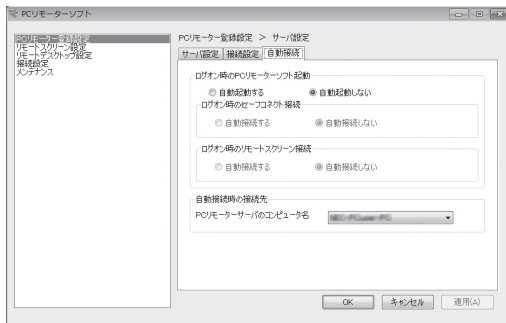 PCリモーターソフト
PCリモーター登録設定
リモートスクリーン設定
リモートデスクトップ設定
接続設定
メンテナンス
PCリモーター登録設定 > サーバ設定
サーバ設定 接続設定 自動接続
ログオン時のPCリモーターソフト起動
自動起動する 自動起動しない
ログオン時のセーフコネクト接続
自動接続する 自動接続しない
ログオン時のリモートスクリーン接続
自動接続する 自動接続しない
自動接続時の接続先
PCリモーターサーバのコンピュータ名
OK キャンセル 適用(A)